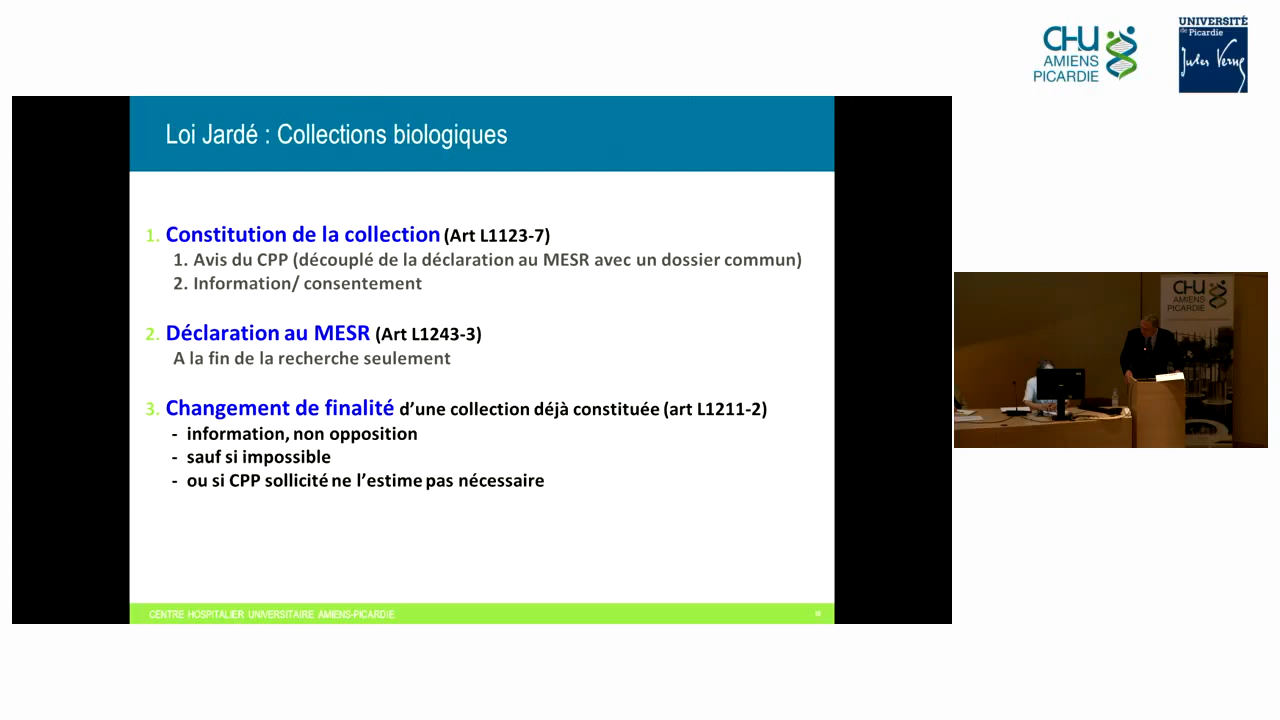 CHU
AMIENS
PICARDIE
UNIVERSITÉ
de Picardie
Jules Verne
Loi Jardé : Collections biologiques
1. Constitution de la collection (Art L1123-7)
1. Avis du CPP (découplé de la déclaration au MESR avec un dossier commun)
2. Information/ consentement
2. Déclaration au MESR (Art L1243-3)
A la fin de la recherche seulement
3. Changement de finalité d’une collection déjà constituée (art L1211-2)
- information, non opposition
- sauf si impossible
- ou si CPP sollicité ne l’estime pas nécessaire
CENTRE HOSPITALIER UNIVERSITAIRE AMIENS-PICARDIE
CHU
AMIENS
PICARDIE